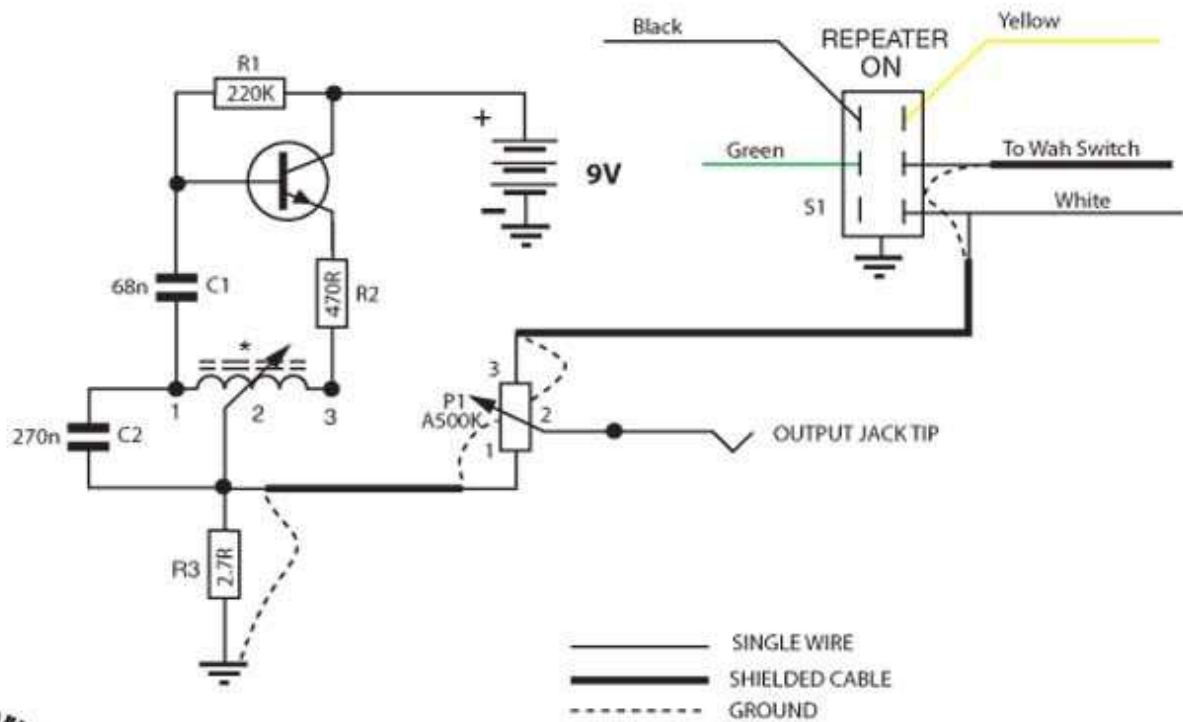 Black
Yellow
REPEATER
ON
R1
220K
+
9V
Green
To Wah Switch
S1
White
68n
C1
470R
R2
*
1
2
3
3
P1
A500K
2
1
OUTPUT JACK TIP
270n
C2
R3
2.7R
SINGLE WIRE
SHIELDED CABLE
GROUND